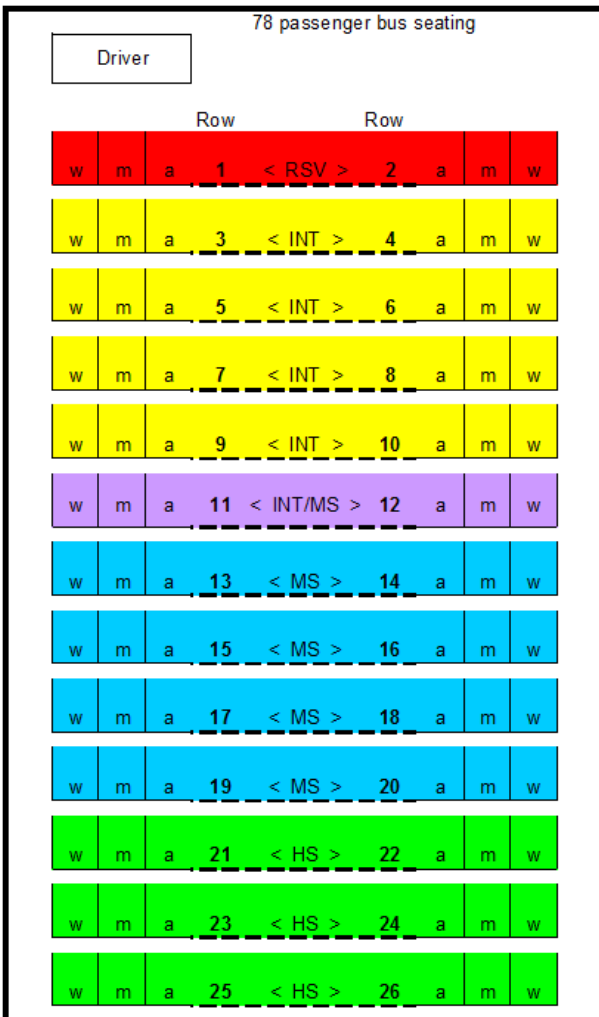 78 passenger bus seating
Driver
Row Row
w m a 1 < RSV > 2 a m w
w m a 3 < INT > 4 a m w
w m a 5 < INT > 6 a m w
w m a 7 < INT > 8 a m w
w m a 9 < INT > 10 a m w
w m a 11 < INT/MS > 12 a m w
w m a 13 < MS > 14 a m w
w m a 15 < MS > 16 a m w
w m a 17 < MS > 18 a m w
w m a 19 < MS > 20 a m w
w m a 21 < HS > 22 a m w
w m a 23 < HS > 24 a m w
w m a 25 < HS > 26 a m w